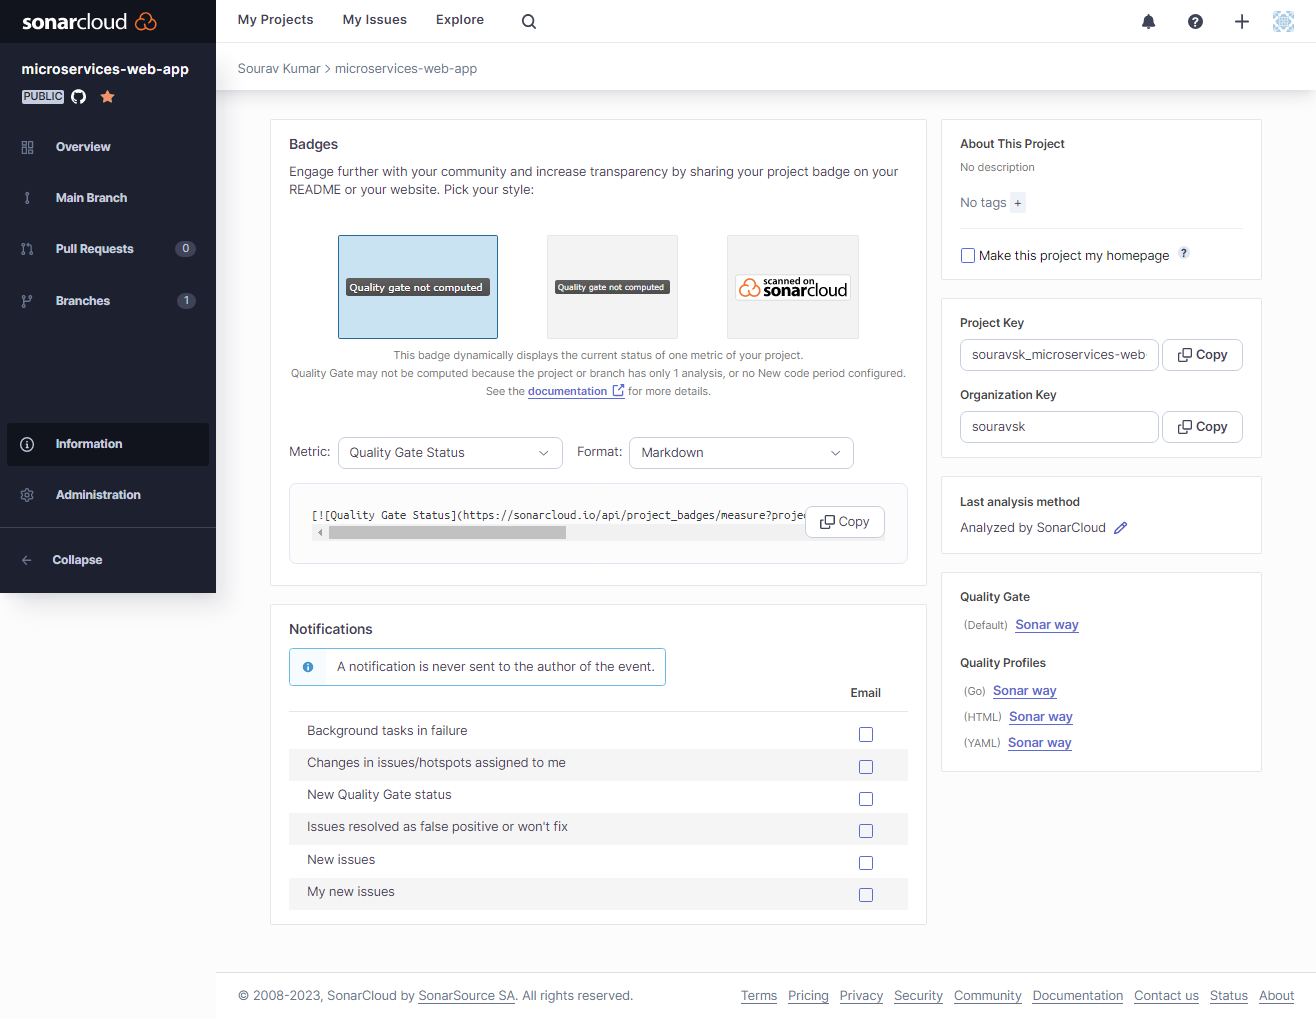 sonarcloud
My Projects
My Issues
Explore
microservices-web-app
PUBLIC
Overview
Main Branch
Pull Requests
0
Branches
1
Information
Administration
Collapse
Sourav Kumar > microservices-web-app
Badges
Engage further with your community and increase transparency by sharing your project badge on your
README or your website. Pick your style:
Quality gate not computed
Quality gate not computed
scanned on
sonarcloud
This badge dynamically displays the current status of one metric of your project.
Quality Gate may not be computed because the project or branch has only 1 analysis, or no New code period configured.
See the documentation for more details.
Metric:
Quality Gate Status
Format:
Markdown
[![Quality Gate Status](https://sonarcloud.io/api/project_badges/measure?projec
Copy
Notifications
A notification is never sent to the author of the event.
Email
Background tasks in failure
Changes in issues/hotspots assigned to me
New Quality Gate status
Issues resolved as false positive or won't fix
New issues
My new issues
About This Project
No description
No tags +
Make this project my homepage ?
Project Key
souravsk_microservices-web
Copy
Organization Key
souravsk
Copy
Last analysis method
Analyzed by SonarCloud
Quality Gate
(Default) Sonar way
Quality Profiles
(Go) Sonar way
(HTML) Sonar way
(YAML) Sonar way
© 2008-2023, SonarCloud by SonarSource SA. All rights reserved.
Terms
Pricing
Privacy
Security
Community
Documentation
Contact us
Status
About